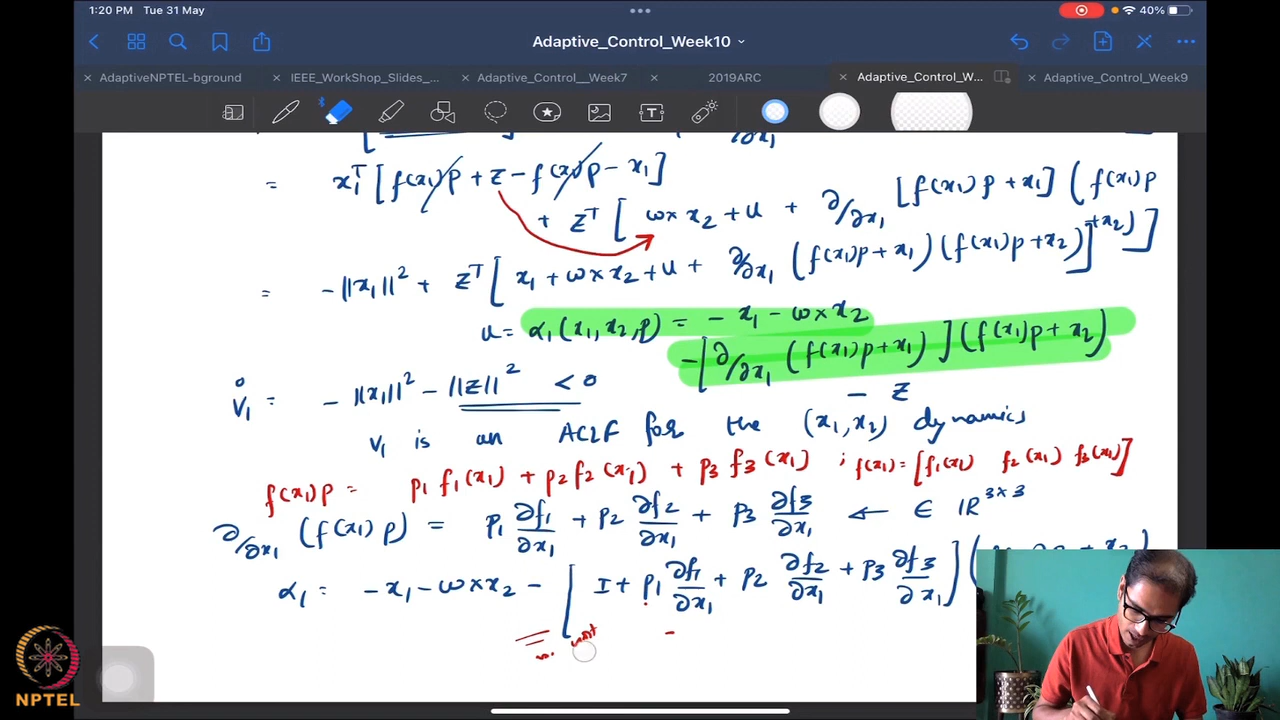 1:20 PM Tue 31 May
40%
Adaptive_Control_Week10
AdaptiveNPTEL-bground
IEEE_WorkShop_Slides_...
Adaptive_Control__Week7
2019ARC
Adaptive_Control_W...
Adaptive_Control_Week9
∂/∂x₁
= x₁ᵀ [f(x₁)p + z - f(x₁)p - x₁]
+ zᵀ [ ω × x₂ + u + ∂/∂x₁ [f(x₁)p + x₁] (f(x₁)p + x₂) ]
= -||x₁||² + zᵀ [ x₁ + ω × x₂ + u + ∂/∂x₁ (f(x₁)p + x₁) (f(x₁)p + x₂) ]
u = α₁(x₁, x₂, p) = - x₁ - ω × x₂
- [ ∂/∂x₁ (f(x₁)p + x₁) ] (f(x₁)p + x₂)
- z
V̇₁ = - ||x₁||² - ||z||² < 0
V₁ is an ACLF for the (x₁, x₂) dynamics
f(x₁)p = p₁ f₁(x₁) + p₂ f₂(x₁) + p₃ f₃(x₁) ; f(x₁) = [f₁(x₁) f₂(x₁) f₃(x₁)]
∂/∂x₁ (f(x₁) p) = p₁ ∂f₁/∂x₁ + p₂ ∂f₂/∂x₁ + p₃ ∂f₃/∂x₁ ← ∈ ℝ³ˣ³
α₁ = - x₁ - ω × x₂ - [ I + p₁ ∂f₁/∂x₁ + p₂ ∂f₂/∂x₁ + p₃ ∂f₃/∂x₁ ] (
NPTEL